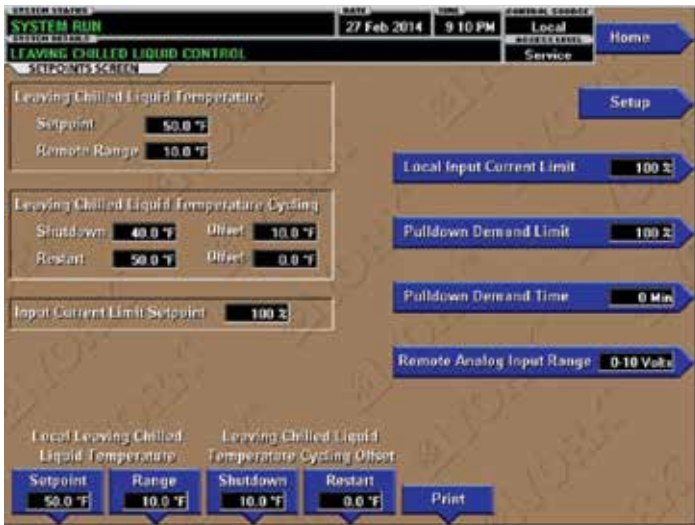 SYSTEM STATUS
SYSTEM RUN
SYSTEM DETAILS
LEAVING CHILLED LIQUID CONTROL
DATE
27 Feb 2014
TIME
9 10 PM
CONTROL SOURCE
Local
ACCESS LEVEL
Service
Home
SETPOINTS SCREEN
Setup
Leaving Chilled Liquid Temperature
Setpoint 50.0 °F
Remote Range 10.0 °F
Local Input Current Limit 100 %
Leaving Chilled Liquid Temperature Cycling
Shutdown 40.0 °F Offset 10.0 °F
Restart 50.0 °F Offset 0.0 °F
Pulldown Demand Limit 100 %
Input Current Limit Setpoint 100 %
Pulldown Demand Time 0 Min
Remote Analog Input Range 0-10 Volts
Local Leaving Chilled
Liquid Temperature
Leaving Chilled Liquid
Temperature Cycling Offset
Setpoint
50.0 °F
Range
10.0 °F
Shutdown
10.0 °F
Restart
0.0 °F
Print
YORK